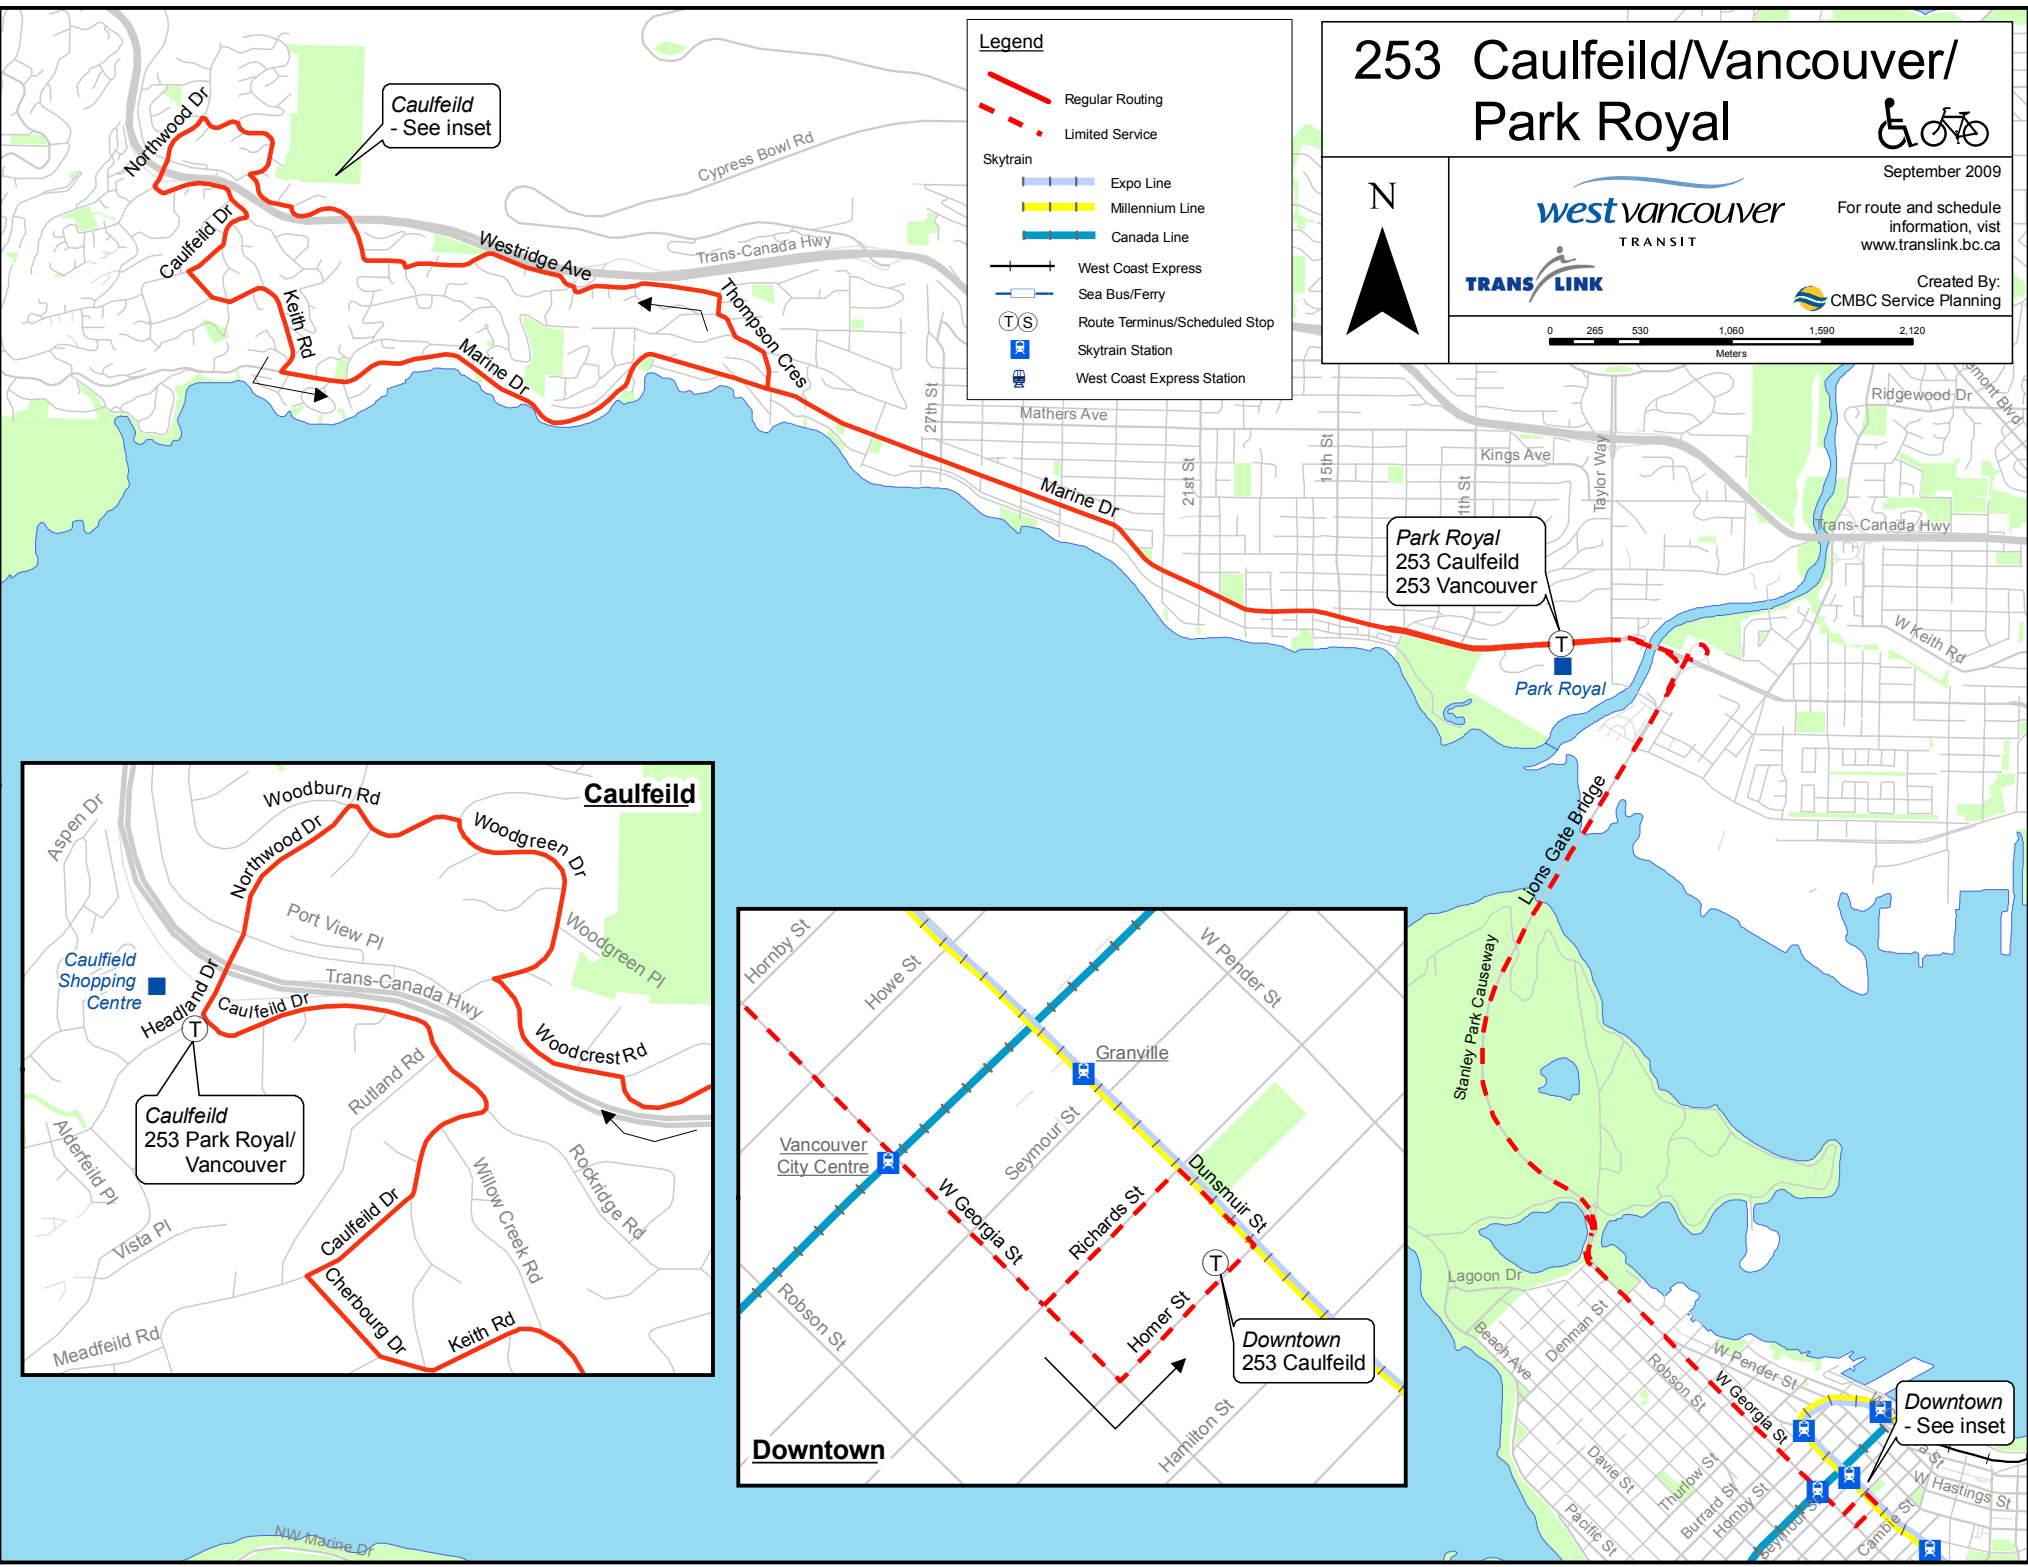 253 Caulfeild/Vancouver/
Park Royal
September 2009
west vancouver
TRANSIT
For route and schedule
information, vist
www.translink.bc.ca
TRANS LINK
Created By:
CMBC Service Planning
N
0 265 530 1,060 1,590 2,120
Meters
Legend
Regular Routing
Limited Service
Skytrain
Expo Line
Millennium Line
Canada Line
West Coast Express
Sea Bus/Ferry
T S Route Terminus/Scheduled Stop
Skytrain Station
West Coast Express Station
Caulfeild
- See inset
Northwood Dr
Cypress Bowl Rd
Caulfeild Dr
Westridge Ave
Trans-Canada Hwy
Keith Rd
Thompson Cres
Marine Dr
27th St
Mathers Ave
Marine Dr
21st St
15th St
Kings Ave
Taylor Way
Ridgewood Dr
Trans-Canada Hwy
W Keith Rd
Park Royal
253 Caulfeild
253 Vancouver
T
Park Royal
Lions Gate Bridge
Stanley Park Causeway
Lagoon Dr
Beach Ave
Denman St
Robson St
W Pender St
W Georgia St
Davie St
Thurlow St
Burrard St
Hornby St
Pacific St
Seymour St
Cambie St
W Hastings St
Downtown
- See inset
NW Marine Dr
Caulfeild
Aspen Dr
Woodburn Rd
Northwood Dr
Woodgreen Dr
Port View Pl
Woodgreen Pl
Caulfield
Shopping
Centre
Headland Dr
Trans-Canada Hwy
Caulfeild Dr
T
Woodcrest Rd
Rutland Rd
Caulfeild
253 Park Royal/
Vancouver
Alderfeild Pl
Vista Pl
Caulfeild Dr
Willow Creek Rd
Rockridge Rd
Cherbourg Dr
Keith Rd
Meadfeild Rd
Hornby St
Howe St
W Pender St
Granville
Vancouver
City Centre
Seymour St
W Georgia St
Richards St
Dunsmuir St
T
Homer St
Robson St
Downtown
253 Caulfeild
Hamilton St
Downtown